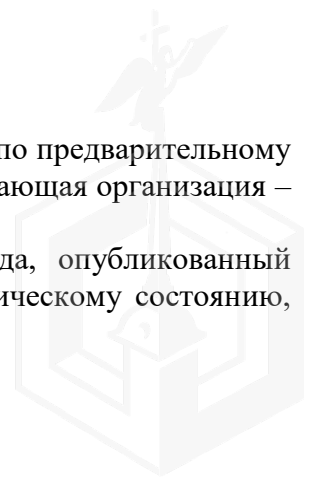 по предварительному
ающая организация –
да, опубликованный
ическому состоянию,